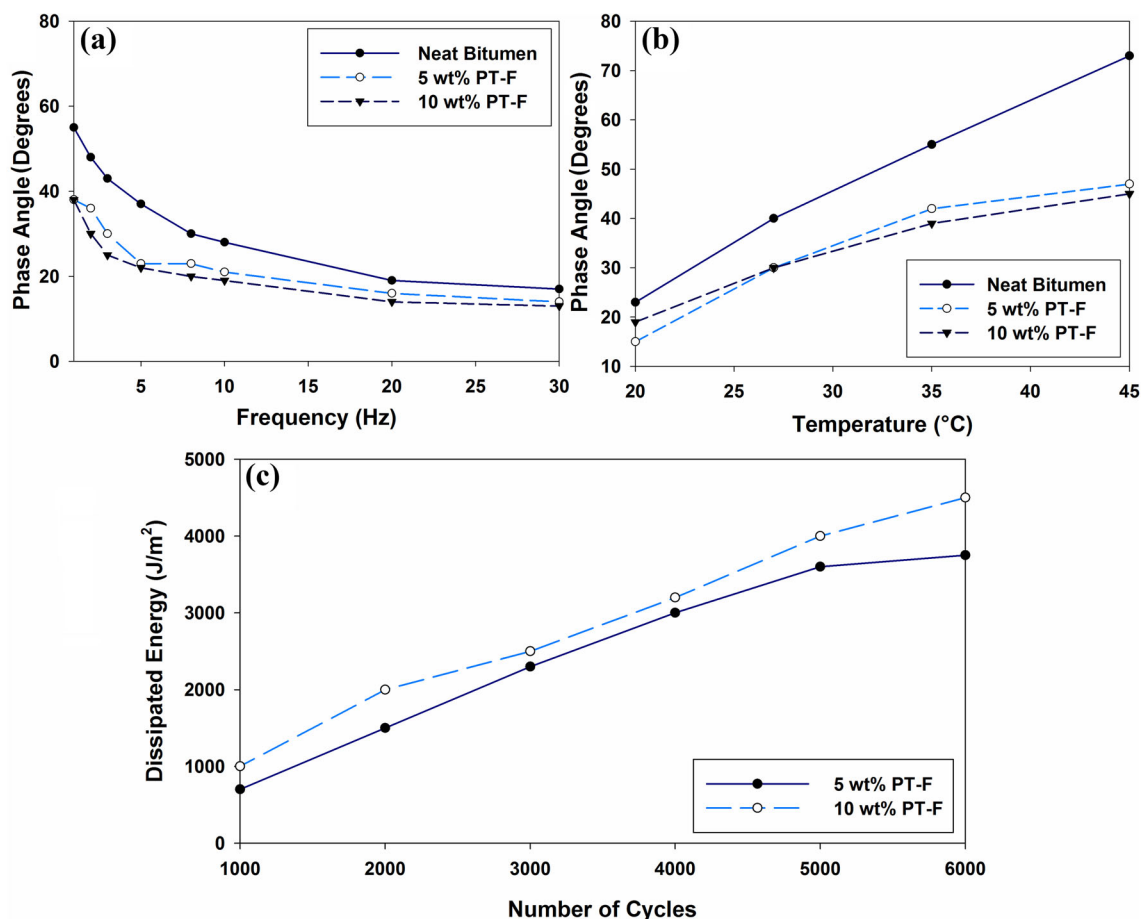 (a)
80
60
40
20
0
Phase Angle (Degrees)
Neat Bitumen
5 wt% PT-F
10 wt% PT-F
5 10 15 20 25 30
Frequency (Hz)
(b)
80
70
60
50
40
30
20
10
Phase Angle (Degrees)
Neat Bitumen
5 wt% PT-F
10 wt% PT-F
20 25 30 35 40 45
Temperature (°C)
(c)
5000
4000
3000
2000
1000
0
Dissipated Energy (J/m²)
5 wt% PT-F
10 wt% PT-F
1000 2000 3000 4000 5000 6000
Number of Cycles